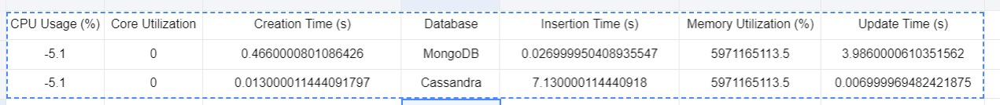 CPU Usage (%) Core Utilization Creation Time (s) Database Insertion Time (s) Memory Utilization (%) Update Time (s)
-5.1 0 0.4660000801086426 MongoDB 0.026999950408935547 5971165113.5 3.9860000610351562
-5.1 0 0.013000011444091797 Cassandra 7.130000114440918 5971165113.5 0.006999969482421875